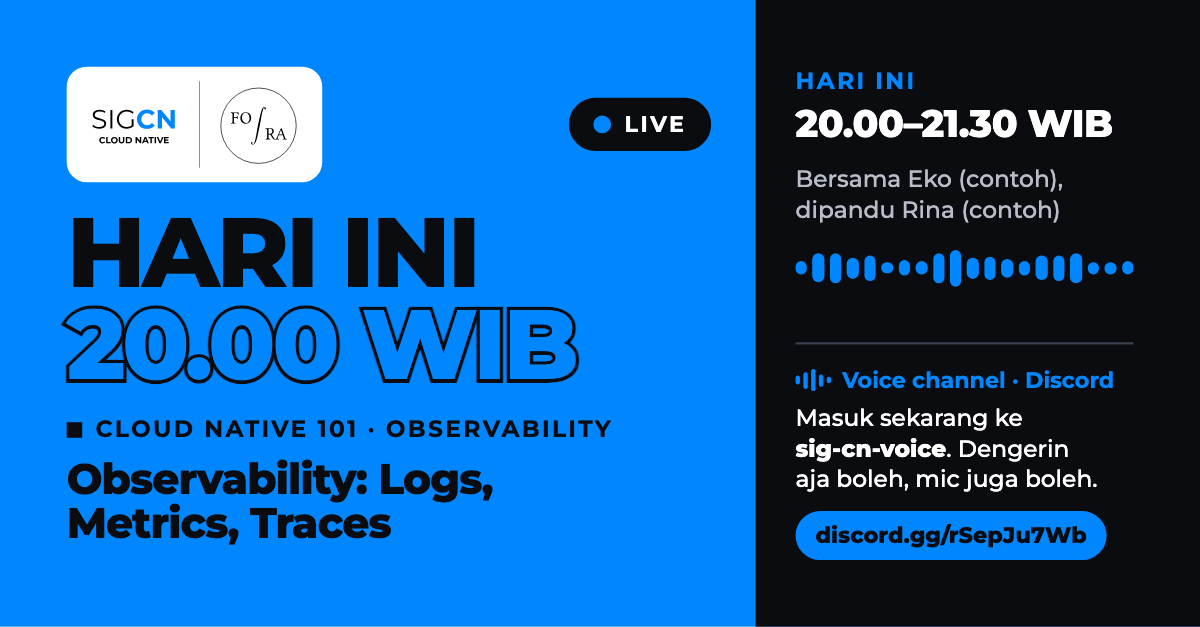 SIGCN
CLOUD NATIVE
FO RA
LIVE
HARI INI
20.00 WIB
CLOUD NATIVE 101 · OBSERVABILITY
Observability: Logs,
Metrics, Traces
HARI INI
20.00–21.30 WIB
Bersama Eko (contoh),
dipandu Rina (contoh)
Voice channel · Discord
Masuk sekarang ke
sig-cn-voice. Dengerin
aja boleh, mic juga boleh.
discord.gg/rSepJu7Wb